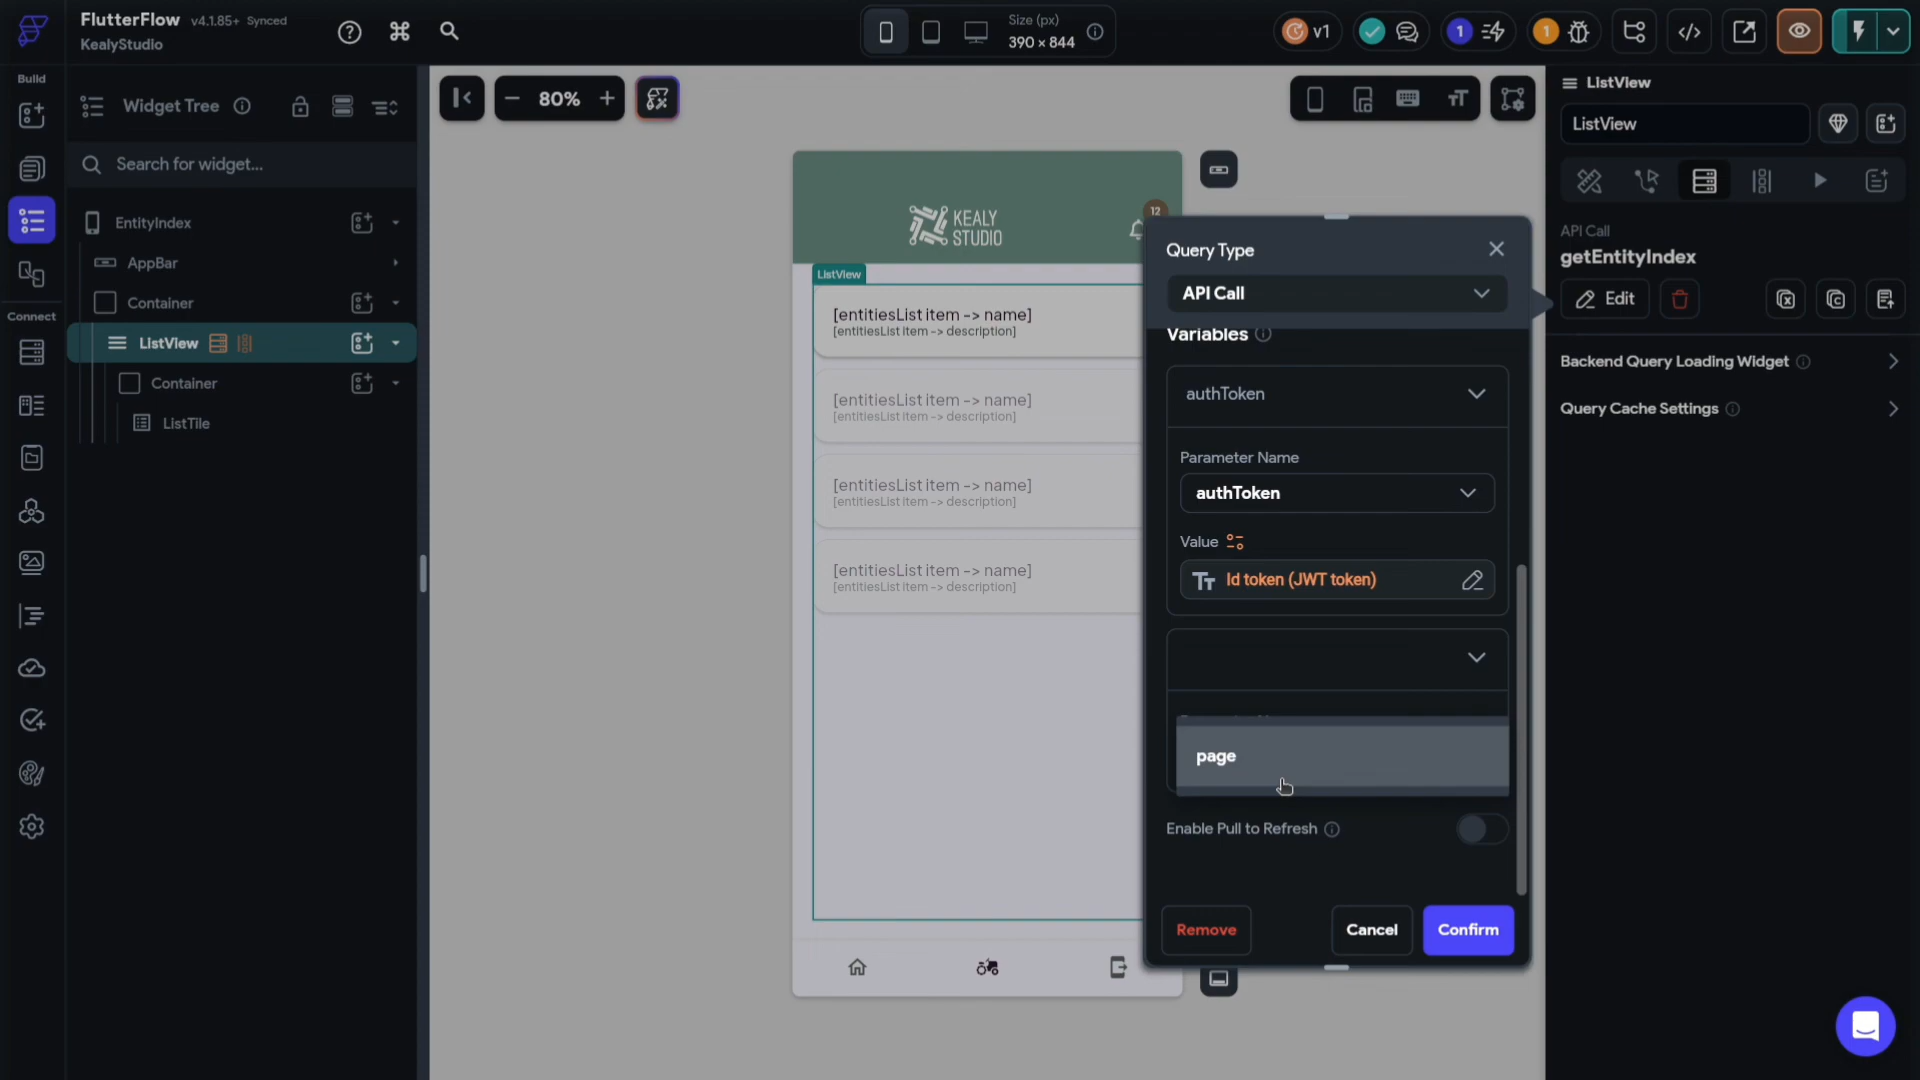 FlutterFlow v4.1.85+ Synced
KealyStudio
Size (px)
390 × 844
v1
1
1
Build
Connect
Widget Tree
Search for widget...
EntityIndex
AppBar
Container
ListView
Container
ListTile
80%
KEALY
STUDIO
12
ListView
[entitiesList item -> name]
[entitiesList item -> description]
[entitiesList item -> name]
[entitiesList item -> description]
[entitiesList item -> name]
[entitiesList item -> description]
[entitiesList item -> name]
[entitiesList item -> description]
Query Type
API Call
Variables
authToken
Parameter Name
authToken
Value
Id token (JWT token)
page
Enable Pull to Refresh
Remove
Cancel
Confirm
ListView
ListView
API Call
getEntityIndex
Edit
Backend Query Loading Widget
Query Cache Settings